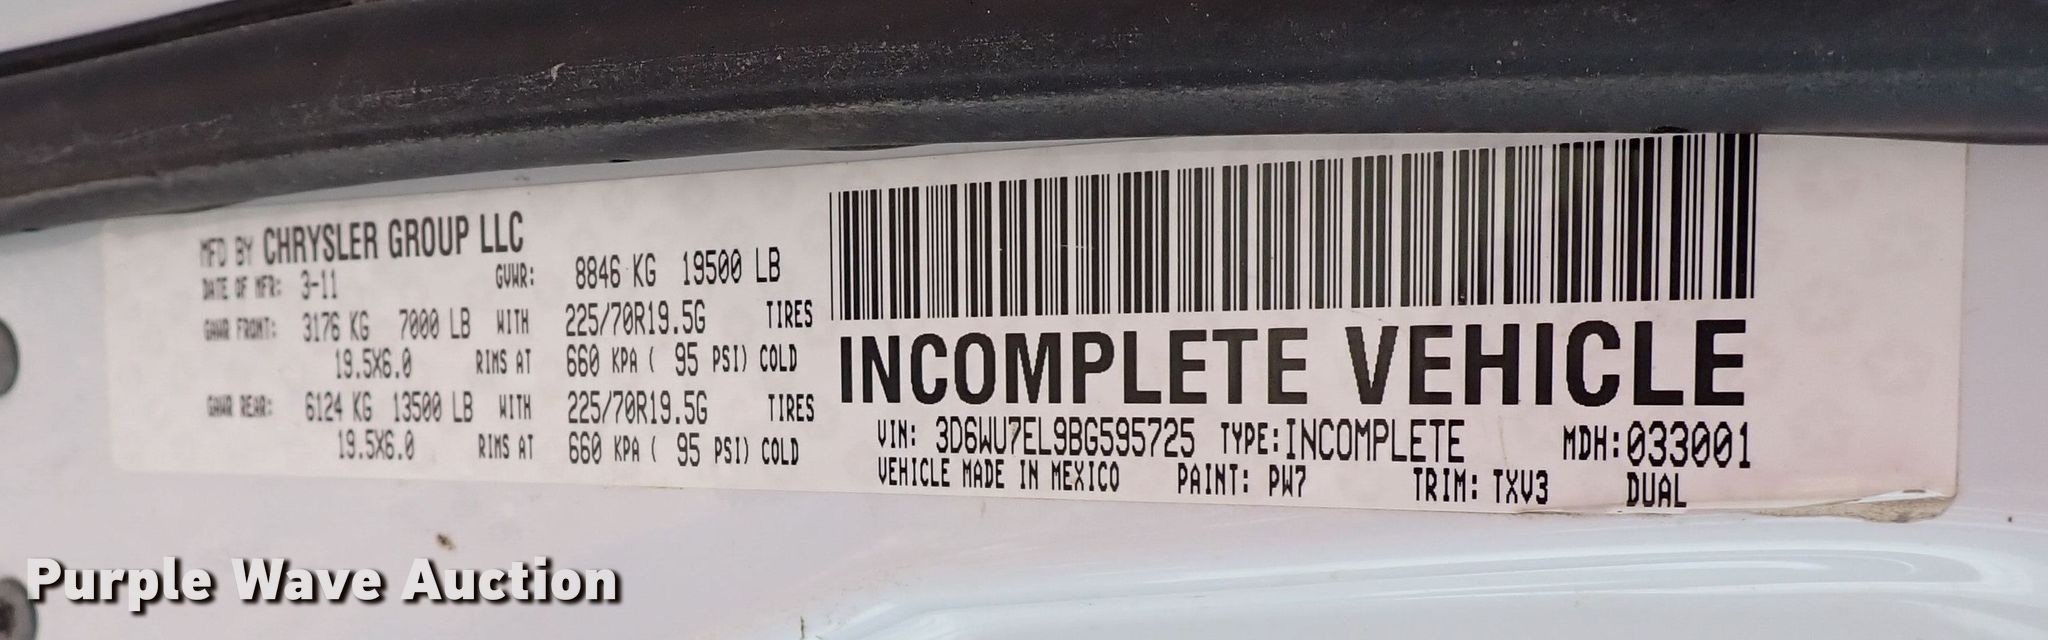 MFD BY CHRYSLER GROUP LLC
DATE OF MFR: 3-11 GVWR: 8846 KG 19500 LB
GAWR FRONT: 3176 KG 7000 LB WITH 225/70R19.5G TIRES
19.5X6.0 RIMS AT 660 KPA ( 95 PSI) COLD
GAWR REAR: 6124 KG 13500 LB WITH 225/70R19.5G TIRES
19.5X6.0 RIMS AT 660 KPA ( 95 PSI) COLD
INCOMPLETE VEHICLE
VIN: 3D6WU7EL9BG595725 TYPE: INCOMPLETE MDH: 033001
VEHICLE MADE IN MEXICO PAINT: PW7 TRIM: TXV3 DUAL
Purple Wave Auction